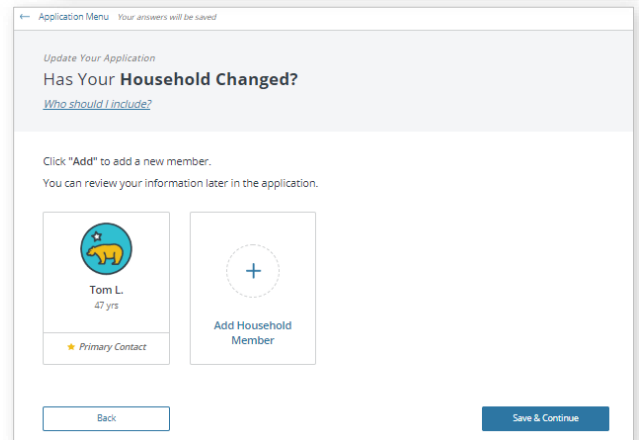 ← Application Menu Your answers will be saved
Update Your Application
Has Your Household Changed?
Who should I include?
Click "Add" to add a new member.
You can review your information later in the application.
Tom L.
47 yrs
Primary Contact
+
Add Household
Member
Back
Save & Continue